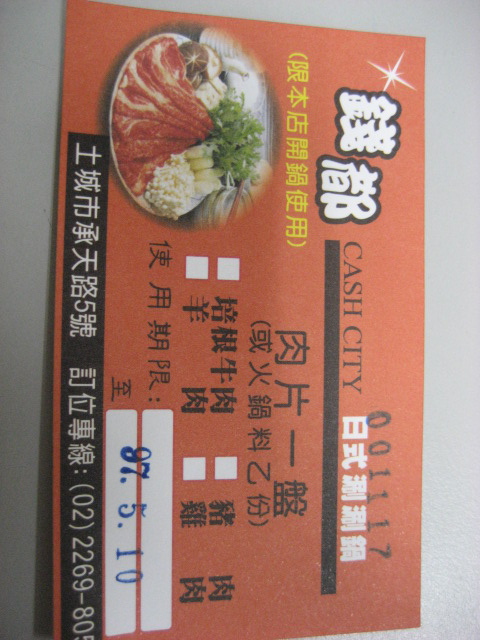 錢都
CASH CITY
日式涮涮鍋
001117
(限本店開鍋使用)
肉片一盤
(或火鍋料乙份)
□培根牛肉 □豬肉
□羊肉 □雞肉
使用期限:
至 97.5.10
土城市承天路5號 訂位專線:(02)2269-805